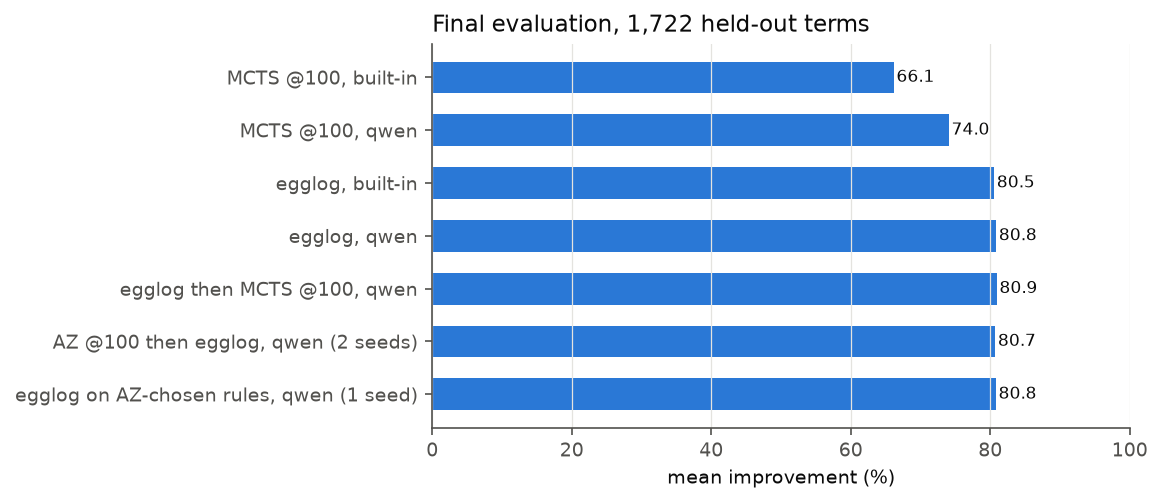 Final evaluation, 1,722 held-out terms
MCTS @100, built-in
66.1
MCTS @100, qwen
74.0
egglog, built-in
80.5
egglog, qwen
80.8
egglog then MCTS @100, qwen
80.9
AZ @100 then egglog, qwen (2 seeds)
80.7
egglog on AZ-chosen rules, qwen (1 seed)
80.8
0 20 40 60 80 100
mean improvement (%)